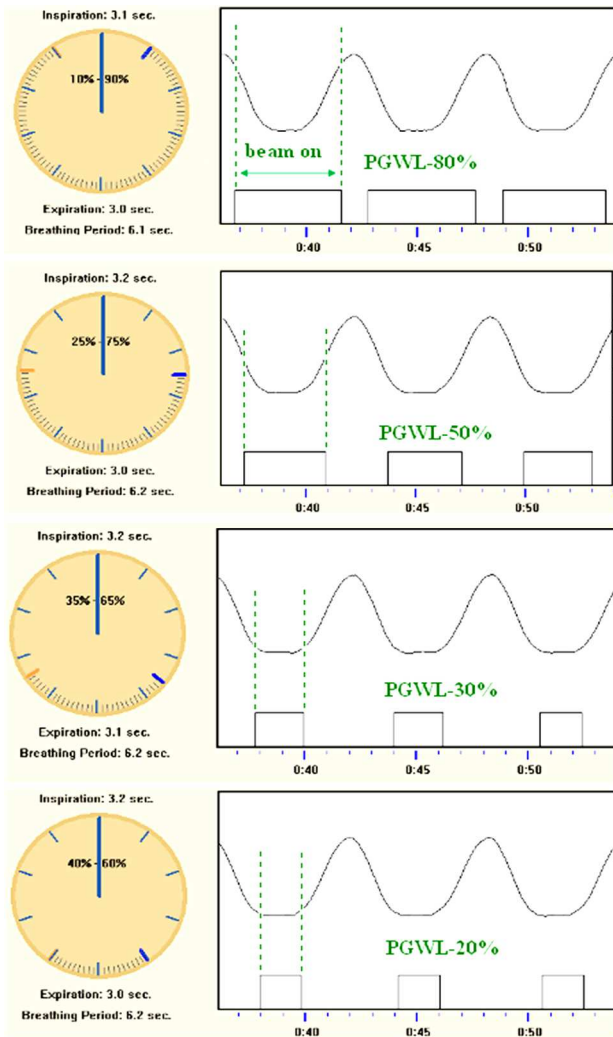 Inspiration: 3.1 sec.
10% - 90%
Expiration: 3.0 sec.
Breathing Period: 6.1 sec.
beam on
PGWL-80%
0:40 0:45 0:50
Inspiration: 3.2 sec.
25% - 75%
Expiration: 3.0 sec.
Breathing Period: 6.2 sec.
PGWL-50%
0:40 0:45 0:50
Inspiration: 3.2 sec.
35% - 65%
Expiration: 3.1 sec.
Breathing Period: 6.2 sec.
PGWL-30%
0:40 0:45 0:50
Inspiration: 3.2 sec.
40% - 60%
Expiration: 3.0 sec.
Breathing Period: 6.2 sec.
PGWL-20%
0:40 0:45 0:50